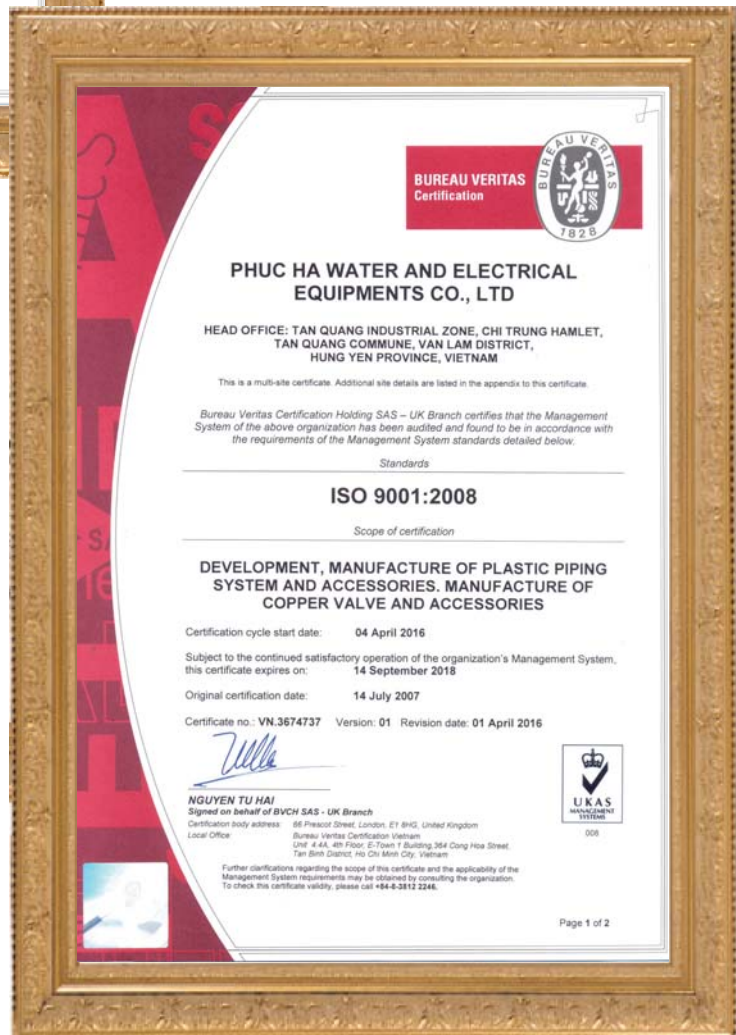 BUREAU VERITAS
Certification
BUREAU VERITAS
1828
PHUC HA WATER AND ELECTRICAL
EQUIPMENTS CO., LTD
HEAD OFFICE: TAN QUANG INDUSTRIAL ZONE, CHI TRUNG HAMLET,
TAN QUANG COMMUNE, VAN LAM DISTRICT,
HUNG YEN PROVINCE, VIETNAM
This is a multi-site certificate. Additional site details are listed in the appendix to this certificate.
Bureau Veritas Certification Holding SAS – UK Branch certifies that the Management
System of the above organization has been audited and found to be in accordance with
the requirements of the Management System standards detailed below.
Standards
ISO 9001:2008
Scope of certification
DEVELOPMENT, MANUFACTURE OF PLASTIC PIPING
SYSTEM AND ACCESSORIES. MANUFACTURE OF
COPPER VALVE AND ACCESSORIES
Certification cycle start date: 04 April 2016
Subject to the continued satisfactory operation of the organization's Management System,
this certificate expires on: 14 September 2018
Original certification date: 14 July 2007
Certificate no.: VN.3674737 Version: 01 Revision date: 01 April 2016
NGUYEN TU HAI
Signed on behalf of BVCH SAS - UK Branch
Certification body address: 66 Prescot Street, London, E1 8HG, United Kingdom
Local Office: Bureau Veritas Certification Vietnam
Unit 4.4A, 4th Floor, E-Town 1 Building,364 Cong Hoa Street,
Tan Binh District, Ho Chi Minh City, Vietnam
Further clarifications regarding the scope of this certificate and the applicability of the
Management System requirements may be obtained by consulting the organization.
To check this certificate validity, please call +84-8-3812 2246.
UKAS
MANAGEMENT
SYSTEMS
008
Page 1 of 2